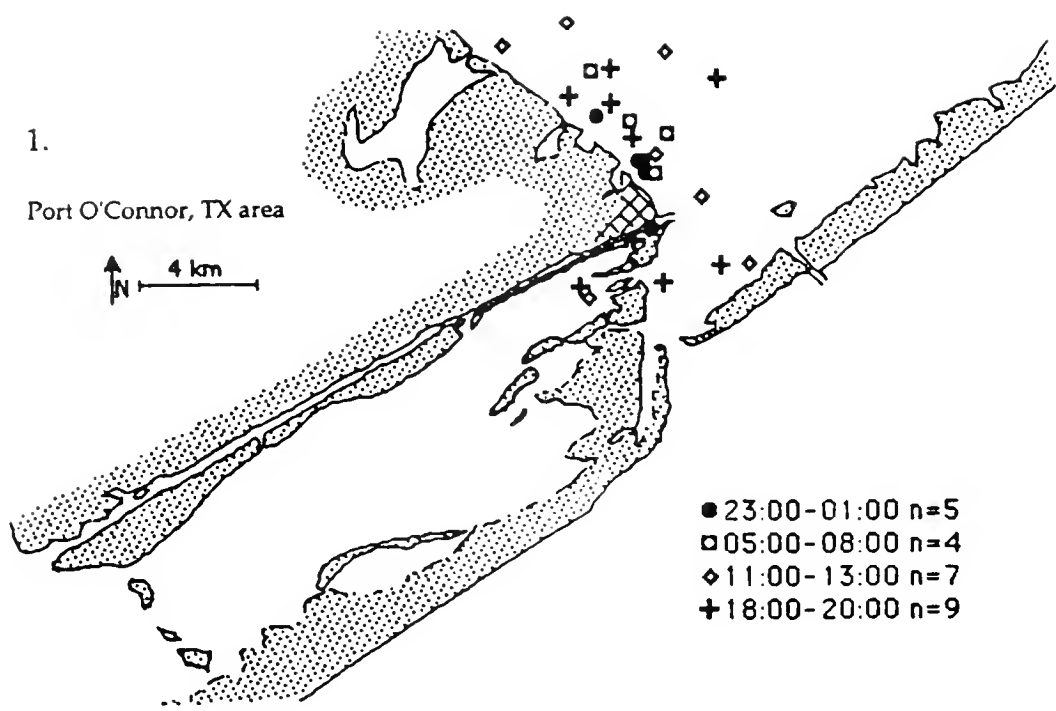 1.
Port O'Connor, TX area
N
4 km
23:00-01:00 n=5
05:00-08:00 n=4
11:00-13:00 n=7
18:00-20:00 n=9